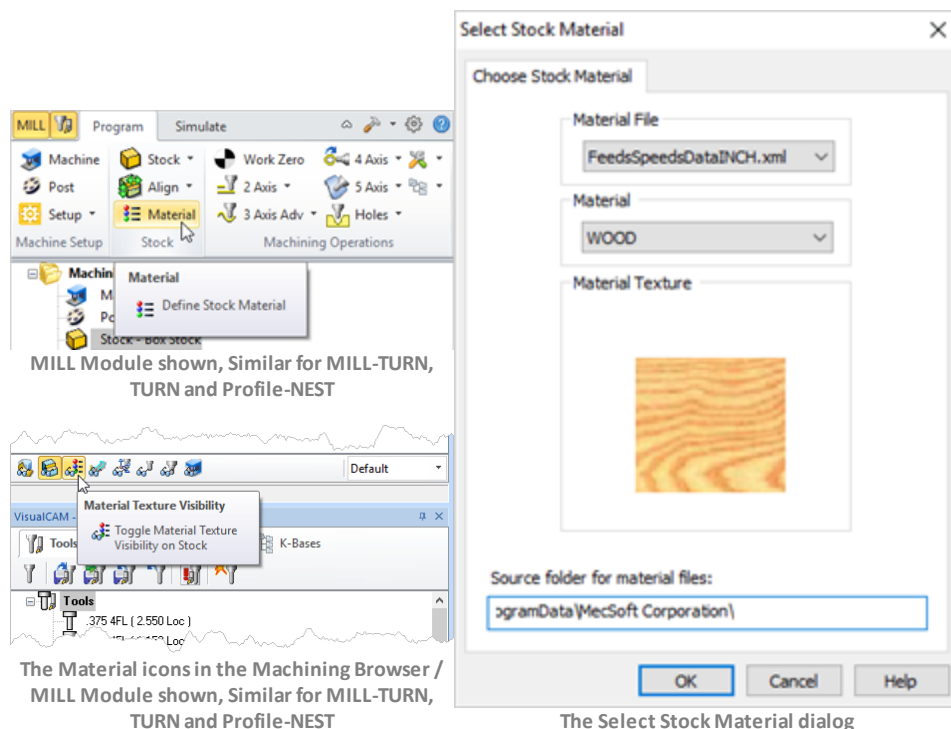 MILL Program Simulate
Machine Stock Work Zero 4 Axis
Post Align 2 Axis 5 Axis
Setup Material 3 Axis Adv Holes
Machine Setup Stock Machining Operations
Machin
M Material
Po Define Stock Material
Stock - Box Stock
MILL Module shown, Similar for MILL-TURN,
TURN and Profile-NEST
Default
Material Texture Visibility
VisualCAM -
Toggle Material Texture
Tools K-Bases
Visibility on Stock
Tools
.375 4FL ( 2.550 Loc )
The Material icons in the Machining Browser /
MILL Module shown, Similar for MILL-TURN,
TURN and Profile-NEST
Select Stock Material
Choose Stock Material
Material File
FeedsSpeedsDataINCH.xml
Material
WOOD
Material Texture
Source folder for material files:
ogramData\MecSoft Corporation\
OK Cancel Help
The Select Stock Material dialog